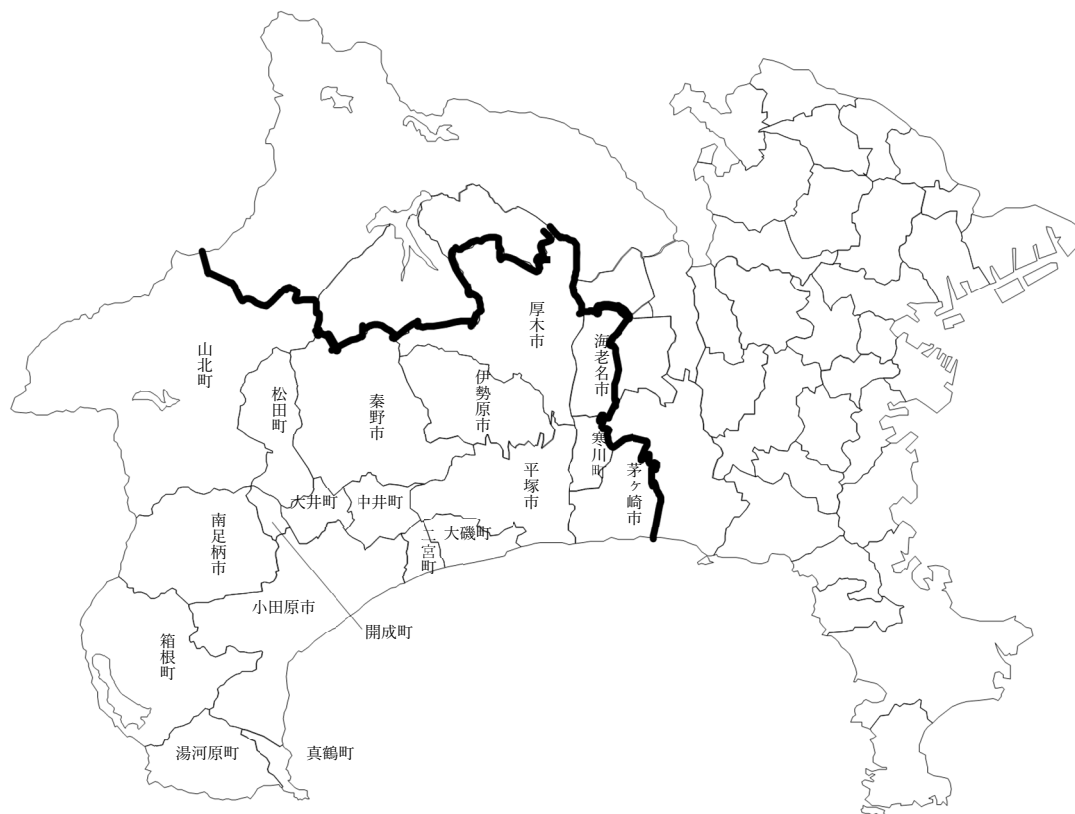 厚木市
山北町
海老名市
松田町
伊勢原市
秦野市
寒川町
平塚市
茅ヶ崎市
大井町
中井町
南足柄市
二宮町
大磯町
小田原市
開成町
箱根町
湯河原町
真鶴町